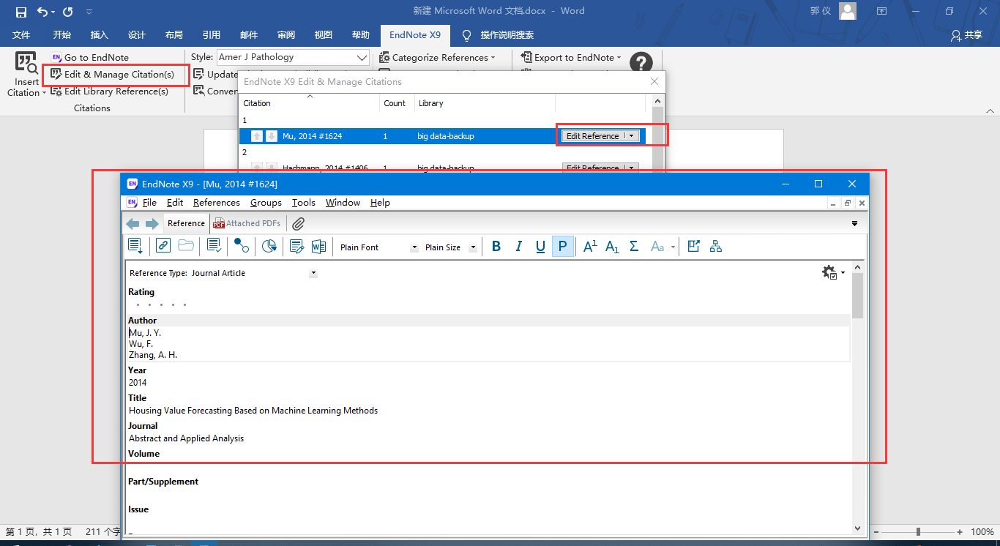 新建 Microsoft Word 文档.docx - Word
郭 仪
文件 开始 插入 设计 布局 引用 邮件 审阅 视图 帮助 EndNote X9 操作说明搜索 共享
Go to EndNote
Edit & Manage Citation(s)
Edit Library Reference(s)
Insert
Citation
Citations
Style: Amer J Pathology
Update
Conver
Categorize References
Export to EndNote
EndNote X9 Edit & Manage Citations
Citation Count Library
1
Mu, 2014 #1624 1 big data-backup Edit Reference
2
Hachmann, 2014 #1406 1 big data-backup Edit Reference
EN EndNote X9 - [Mu, 2014 #1624]
EN File Edit References Groups Tools Window Help
Reference PDF Attached PDFs
Plain Font Plain Size B I U P A1 A1 Σ Aa
Reference Type: Journal Article
Rating
Author
Mu, J. Y.
Wu, F.
Zhang, A. H.
Year
2014
Title
Housing Value Forecasting Based on Machine Learning Methods
Journal
Abstract and Applied Analysis
Volume
Part/Supplement
Issue
第 1 页，共 1 页 211 个字
100%